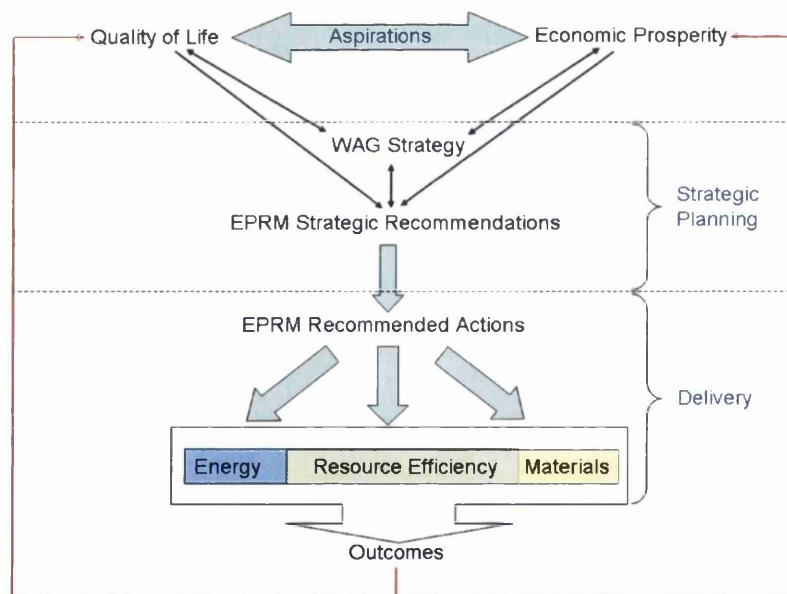 Quality of Life
Aspirations
Economic Prosperity
WAG Strategy
EPRM Strategic Recommendations
Strategic
Planning
EPRM Recommended Actions
Delivery
Energy
Resource Efficiency
Materials
Outcomes